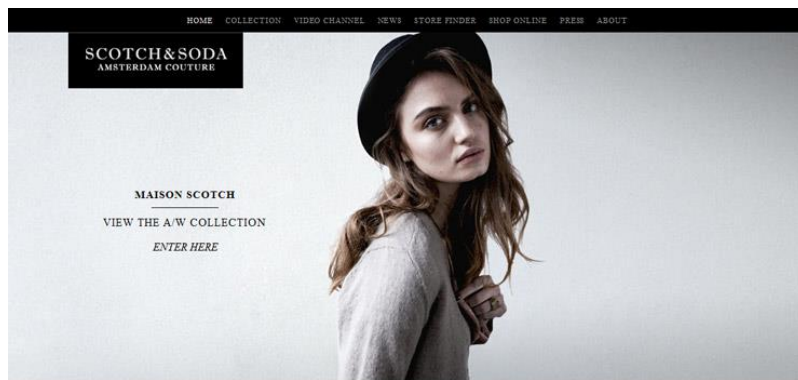 HOME COLLECTION VIDEO CHANNEL NEWS STORE FINDER SHOP ONLINE PRESS ABOUT
SCOTCH&SODA
AMSTERDAM COUTURE
MAISON SCOTCH
VIEW THE A/W COLLECTION
ENTER HERE